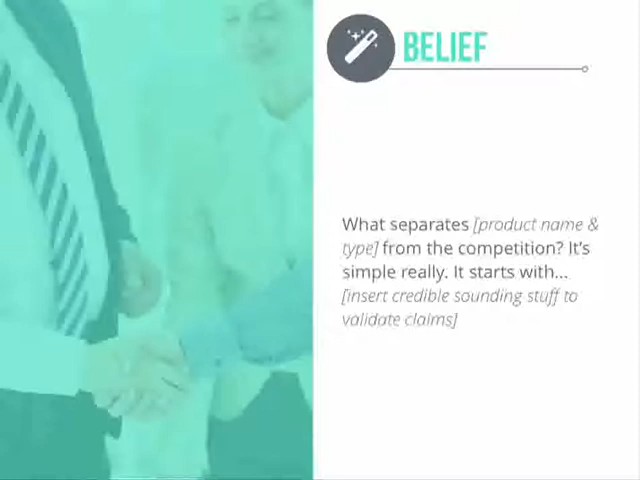 BELIEF
What separates [product name &
type] from the competition? It's
simple really. It starts with...
[insert credible sounding stuff to
validate claims]